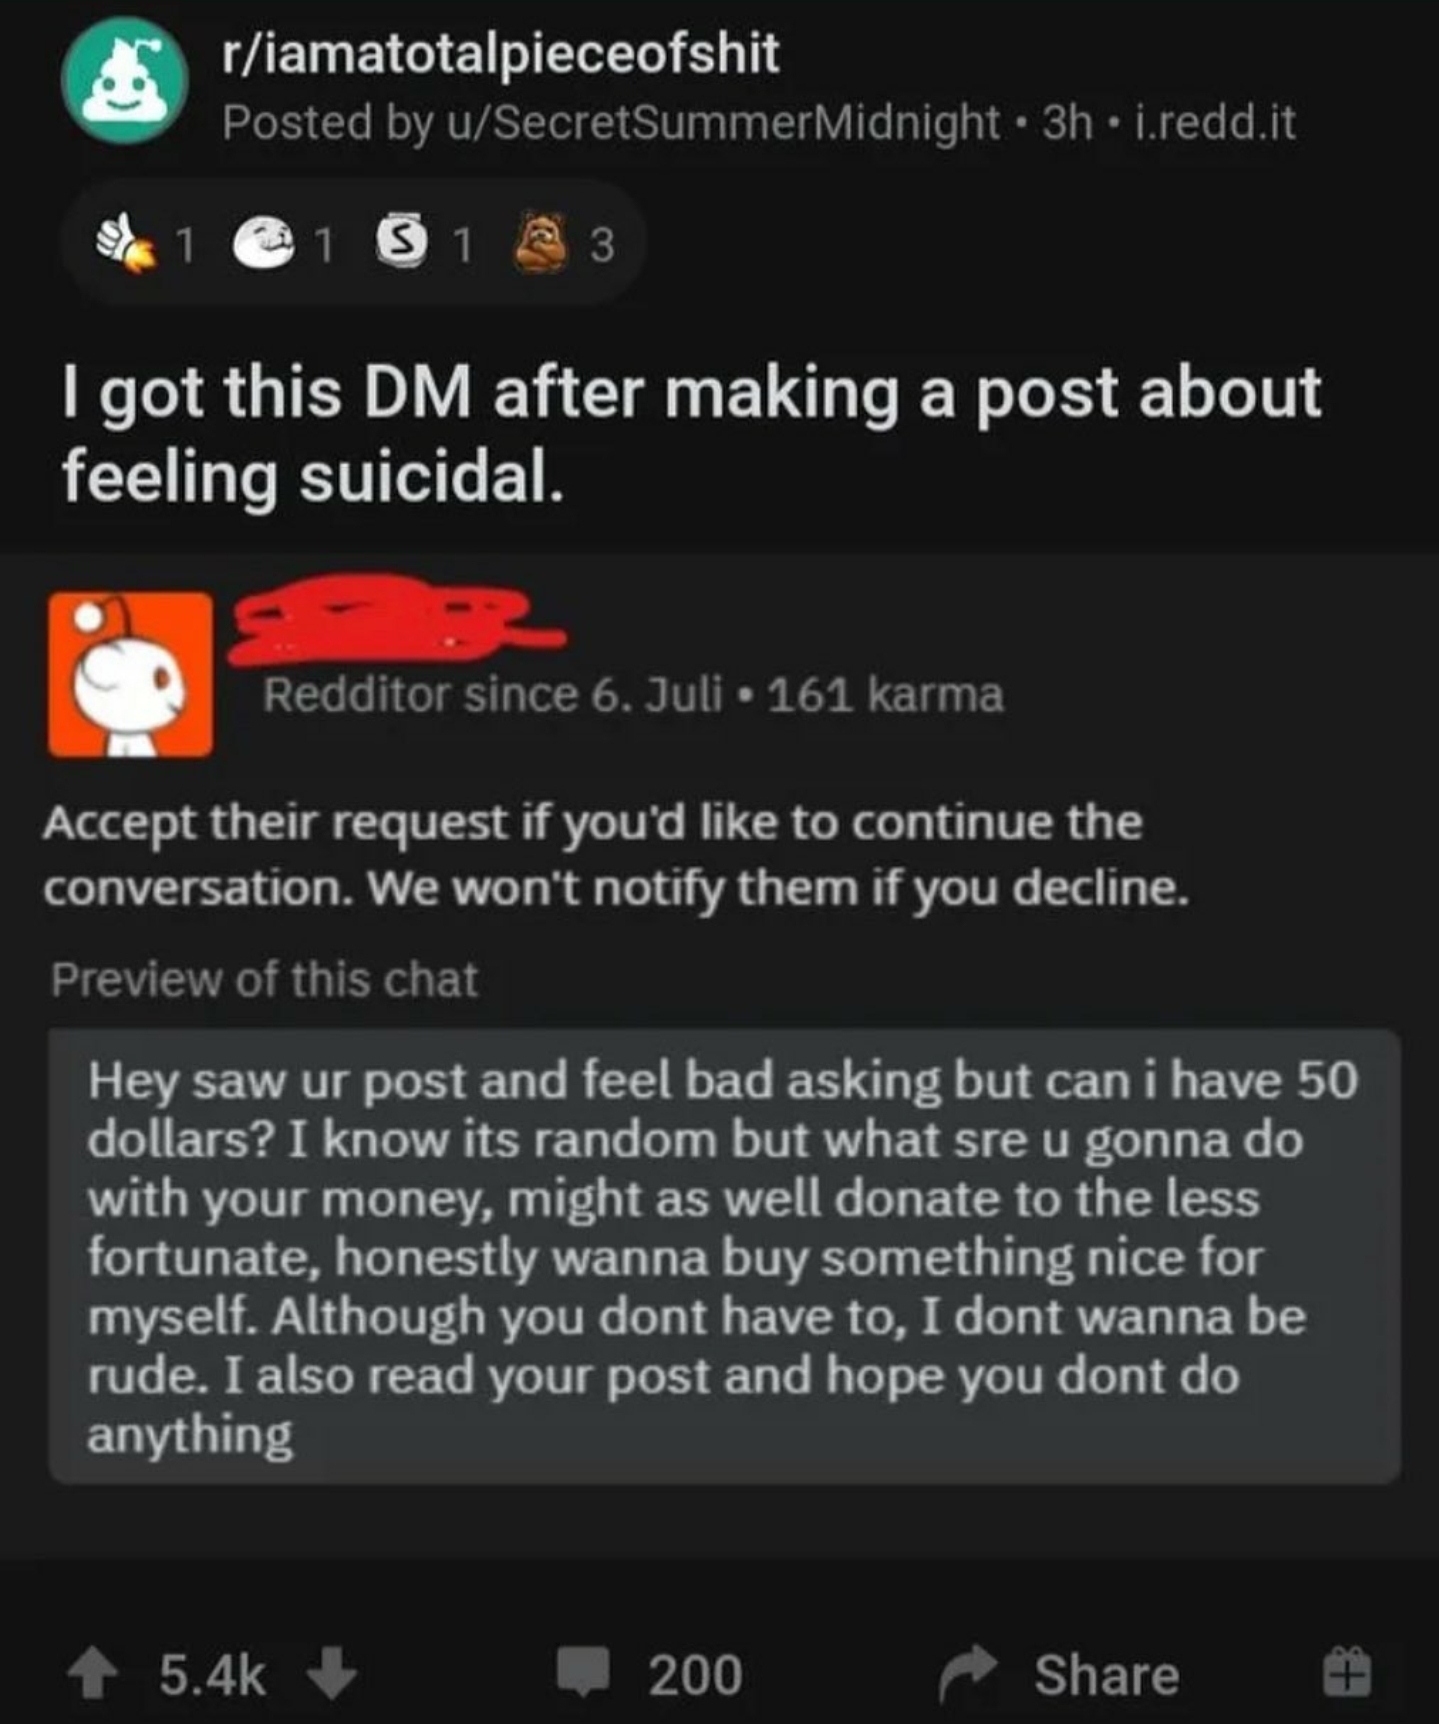 r/iamatotalpieceofshit
Posted by u/SecretSummerMidnight • 3h • i.redd.it
1 1 S 1 3
I got this DM after making a post about
feeling suicidal.
Redditor since 6. Juli • 161 karma
Accept their request if you'd like to continue the
conversation. We won't notify them if you decline.
Preview of this chat
Hey saw ur post and feel bad asking but can i have 50
dollars? I know its random but what sre u gonna do
with your money, might as well donate to the less
fortunate, honestly wanna buy something nice for
myself. Although you dont have to, I dont wanna be
rude. I also read your post and hope you dont do
anything
5.4k 200 Share